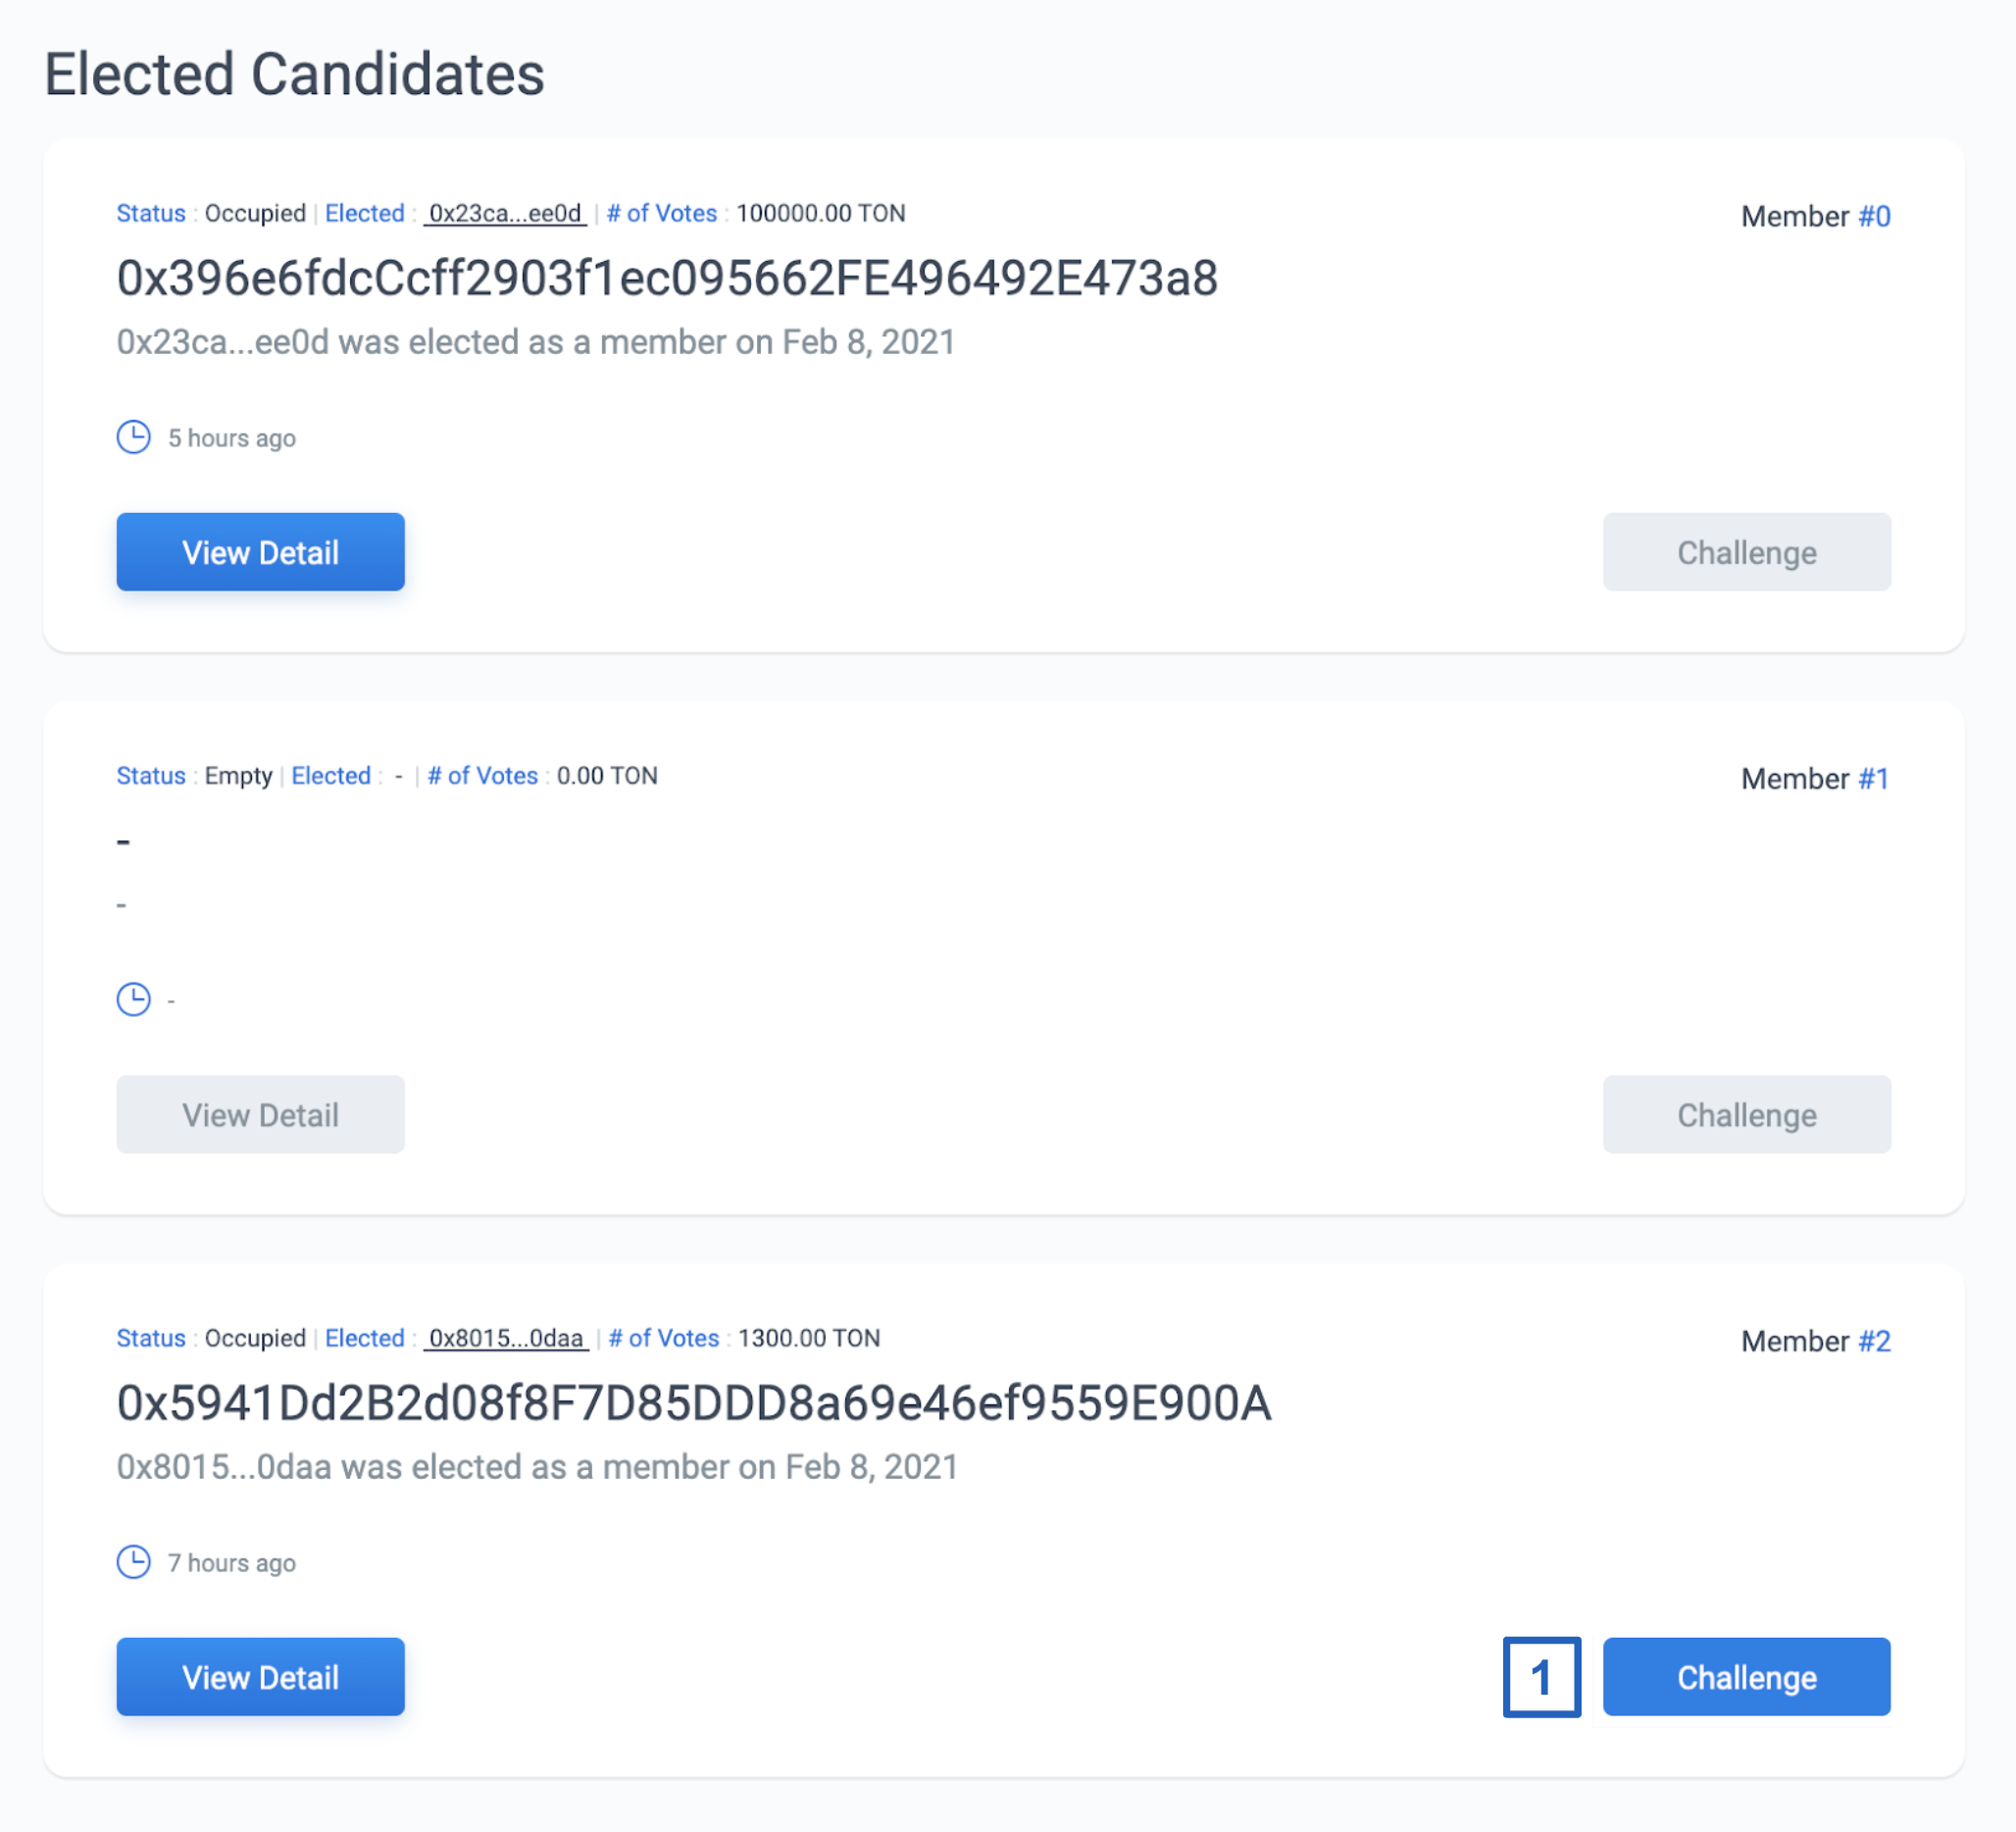 Elected Candidates
Status : Occupied | Elected : 0x23ca...ee0d | # of Votes : 100000.00 TON
Member #0
0x396e6fdcCcff2903f1ec095662FE496492E473a8
0x23ca...ee0d was elected as a member on Feb 8, 2021
5 hours ago
View Detail
Challenge
Status : Empty | Elected : - | # of Votes : 0.00 TON
Member #1
-
-
-
View Detail
Challenge
Status : Occupied | Elected : 0x8015...0daa | # of Votes : 1300.00 TON
Member #2
0x5941Dd2B2d08f8F7D85DDD8a69e46ef9559E900A
0x8015...0daa was elected as a member on Feb 8, 2021
7 hours ago
View Detail
1
Challenge